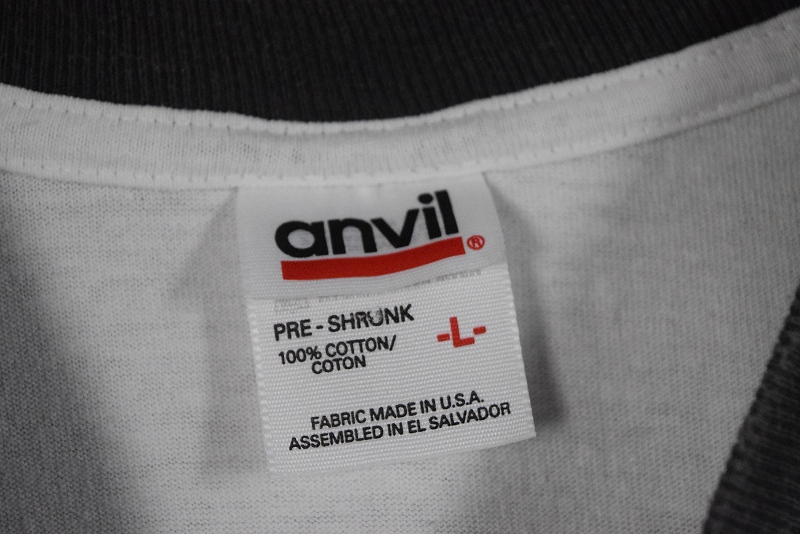 anvil®
PRE-SHRUNK
-L-
100% COTTON/
COTON
FABRIC MADE IN U.S.A.
ASSEMBLED IN EL SALVADOR